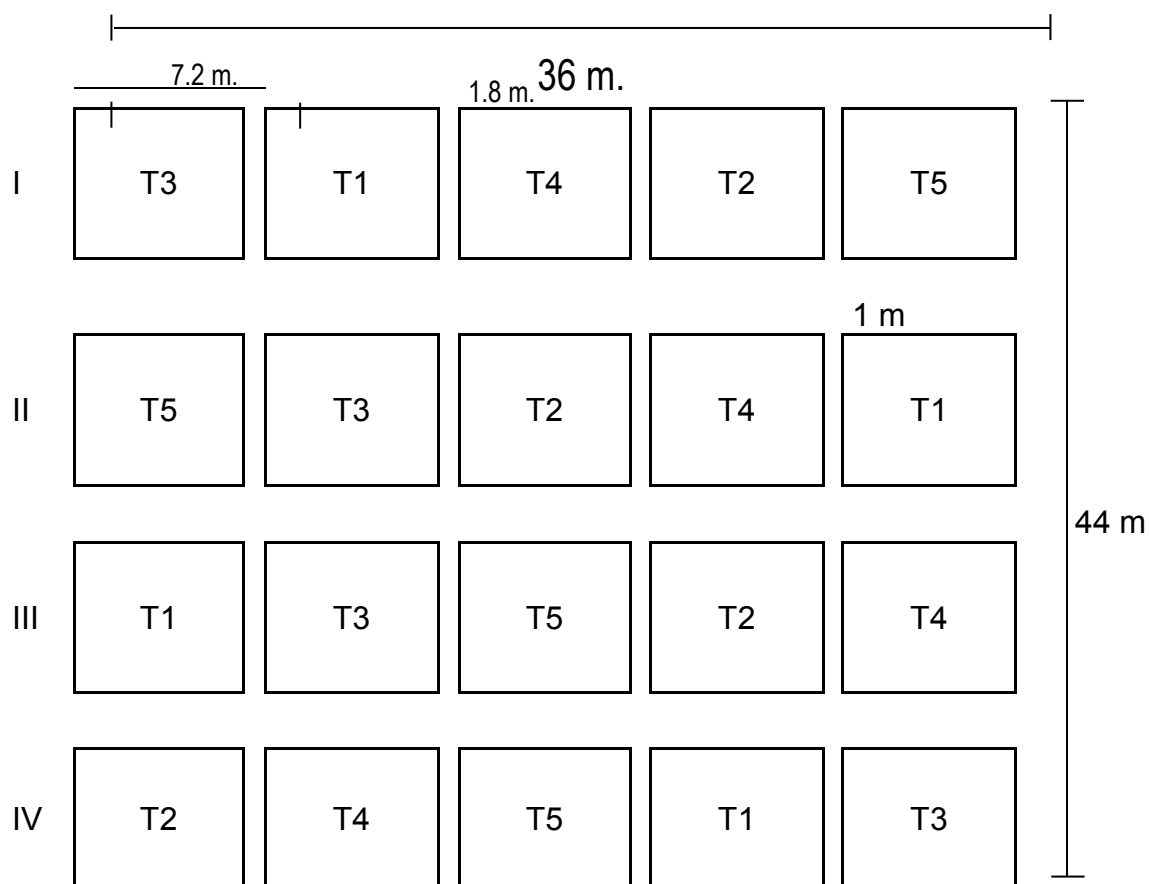 7.2 m.
1.8 m. 36 m.
I T3 T1 T4 T2 T5
1 m
II T5 T3 T2 T4 T1
44 m
III T1 T3 T5 T2 T4
IV T2 T4 T5 T1 T3